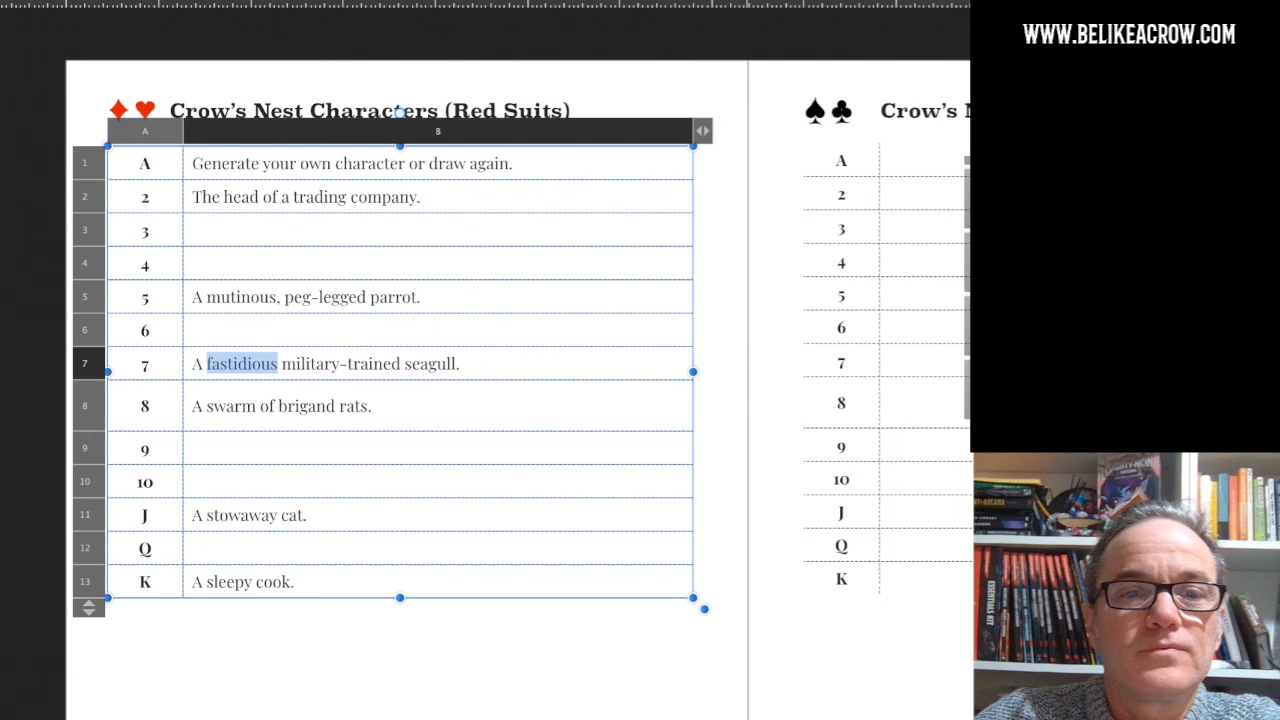 WWW.BELIKEACROW.COM
Crow's Nest Characters (Red Suits)
Crow's
A B
1 A Generate your own character or draw again.
2 2 The head of a trading company.
3 3
4 4
5 5 A mutinous, peg-legged parrot.
6 6
7 7 A fastidious military-trained seagull.
8 8 A swarm of brigand rats.
9 9
10 10
11 J A stowaway cat.
12 Q
13 K A sleepy cook.
A
2
3
4
5
6
7
8
9
10
J
Q
K
ESSENTIALS KIT